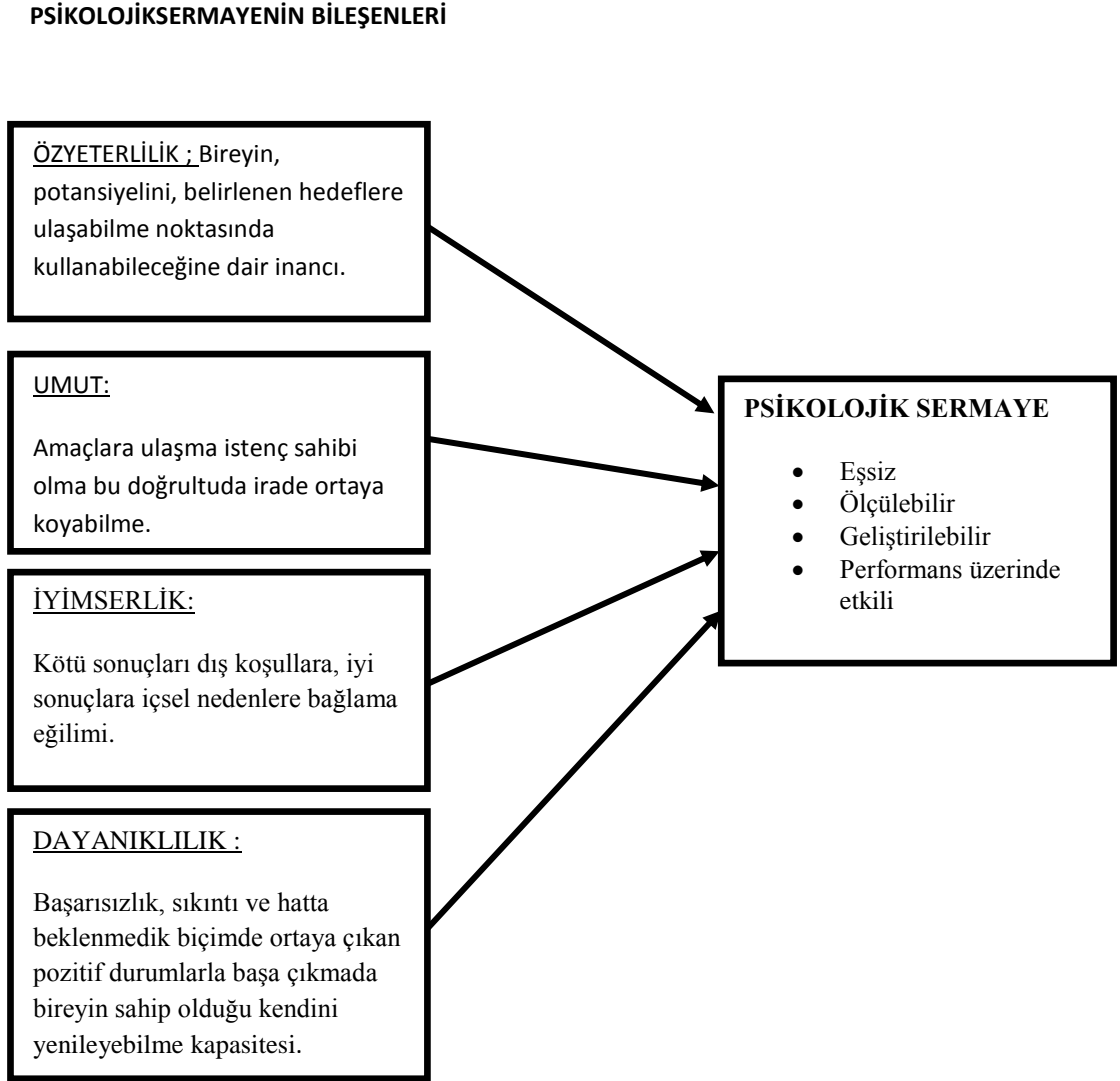 PSİKOLOJİKSERMAYENİN BİLEŞENLERİ
ÖZYETERLİLİK ; Bireyin,
potansiyelini, belirlenen hedeflere
ulaşabilme noktasında
kullanabileceğine dair inancı.
UMUT:
Amaçlara ulaşma istenç sahibi
olma bu doğrultuda irade ortaya
koyabilme.
İYİMSERLİK:
Kötü sonuçları dış koşullara, iyi
sonuçlara içsel nedenlere bağlama
eğilimi.
DAYANIKLILIK :
Başarısızlık, sıkıntı ve hatta
beklenmedik biçimde ortaya çıkan
pozitif durumlarla başa çıkmada
bireyin sahip olduğu kendini
yenileyebilme kapasitesi.
PSİKOLOJİK SERMAYE
• Eşsiz
• Ölçülebilir
• Geliştirilebilir
• Performans üzerinde
etkili